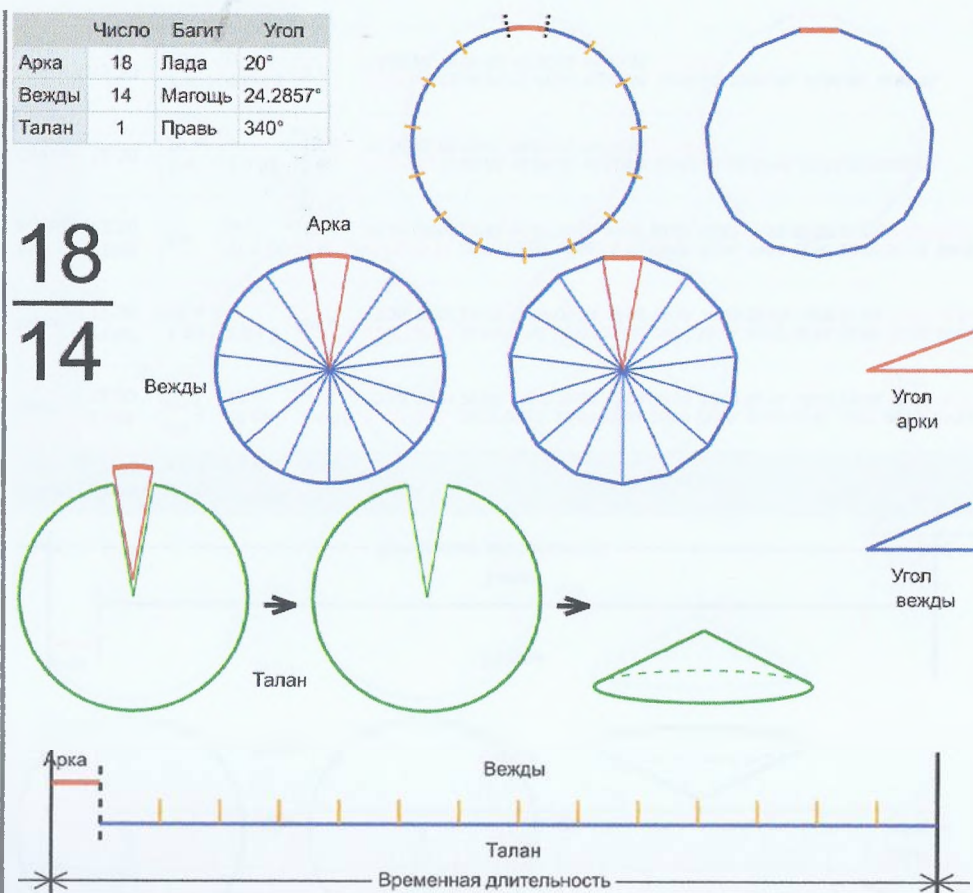 Число Багит Угол
Арка 18 Лада 20°
Вежды 14 Магощь 24.2857°
Талан 1 Правь 340°
18
14
Арка
Вежды
Угол
арки
Угол
вежды
Талан
Арка
Вежды
Талан
Временная длительность